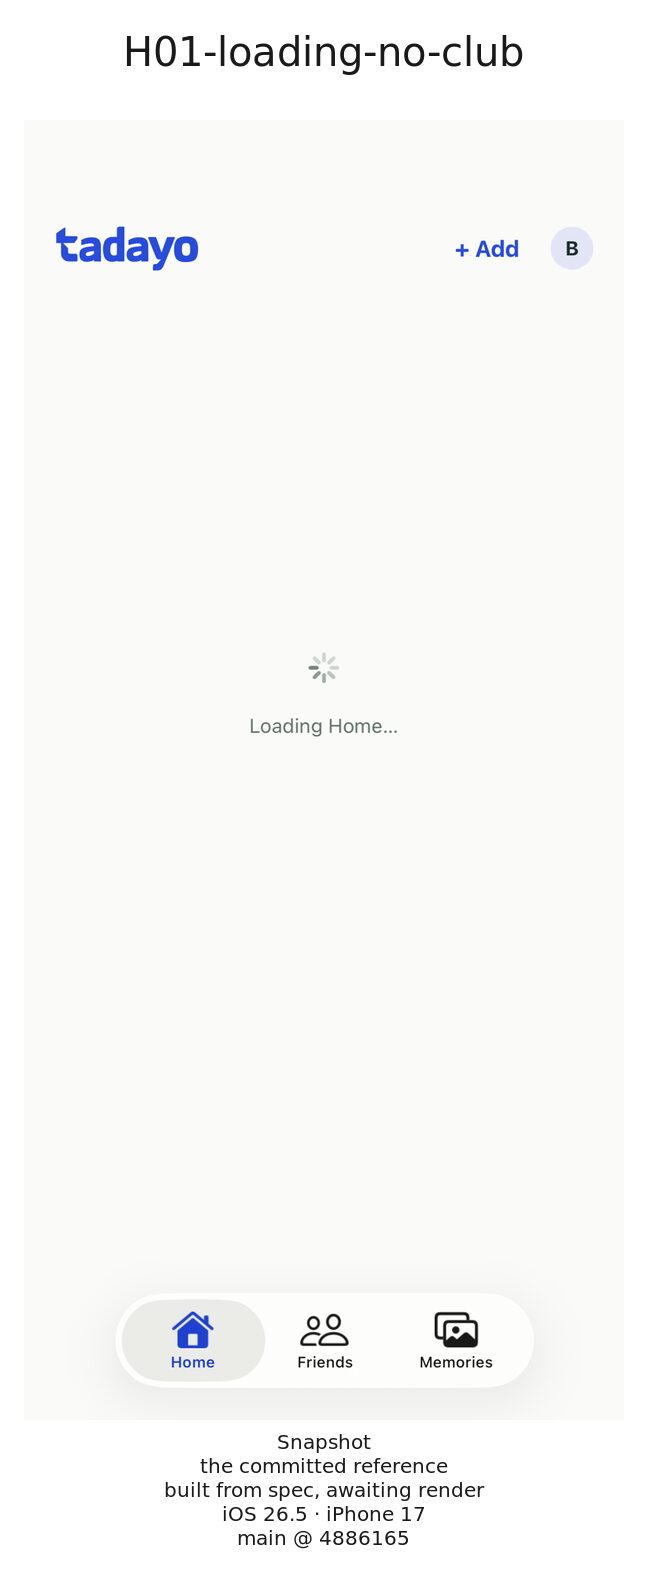 H01-loading-no-club
tadayo
+ Add
B
Loading Home...
Home
Friends
Memories
Snapshot
the committed reference
built from spec, awaiting render
iOS 26.5 · iPhone 17
main @ 4886165